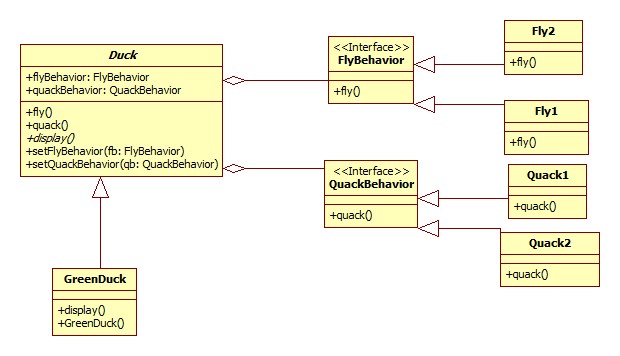 Duck
+flyBehavior: FlyBehavior
+quackBehavior: QuackBehavior
+fly()
+quack()
+display()
+setFlyBehavior(fb: FlyBehavior)
+setQuackBehavior(qb: QuackBehavior)
<<Interface>>
FlyBehavior
+fly()
Fly2
+fly()
Fly1
+fly()
<<Interface>>
QuackBehavior
+quack()
Quack1
+quack()
Quack2
+quack()
GreenDuck
+display()
+GreenDuck()